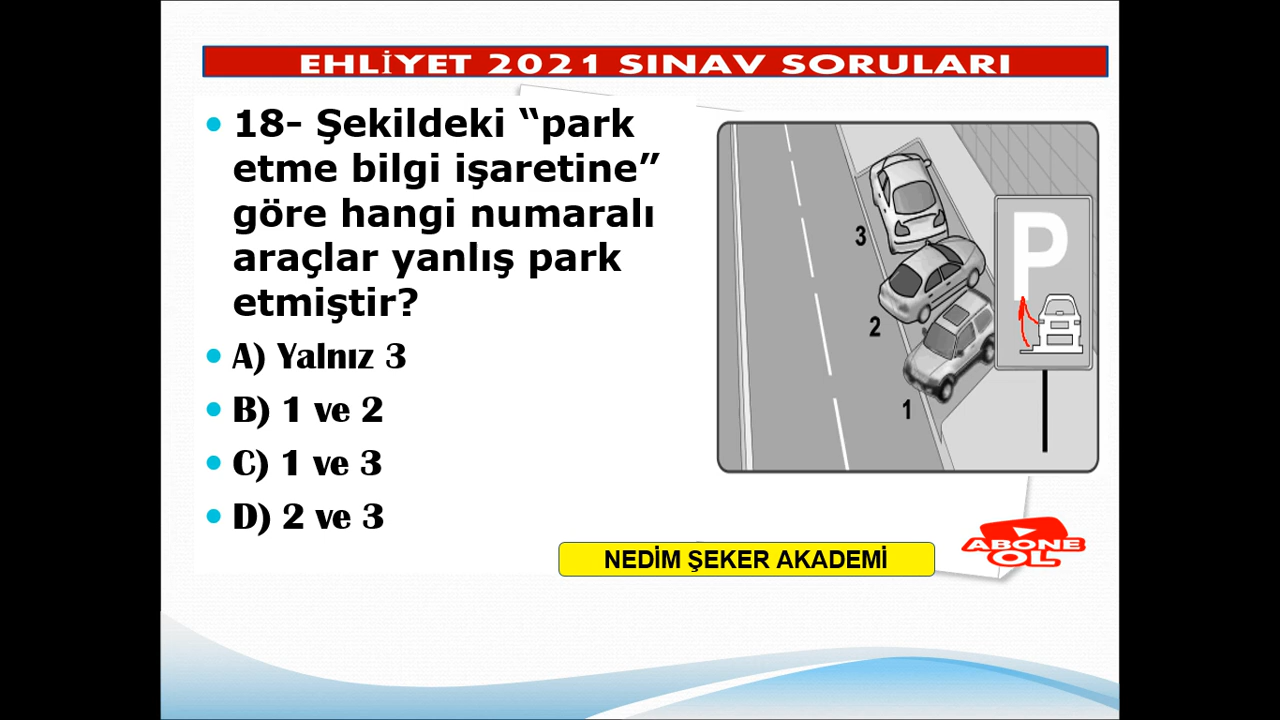 EHLİYET 2021 SINAV SORULARI
18- Şekildeki “park
etme bilgi işaretine”
göre hangi numaralı
araçlar yanlış park
etmiştir?
A) Yalnız 3
B) 1 ve 2
C) 1 ve 3
D) 2 ve 3
3
2
1
P
NEDİM ŞEKER AKADEMİ
ABONE
OL